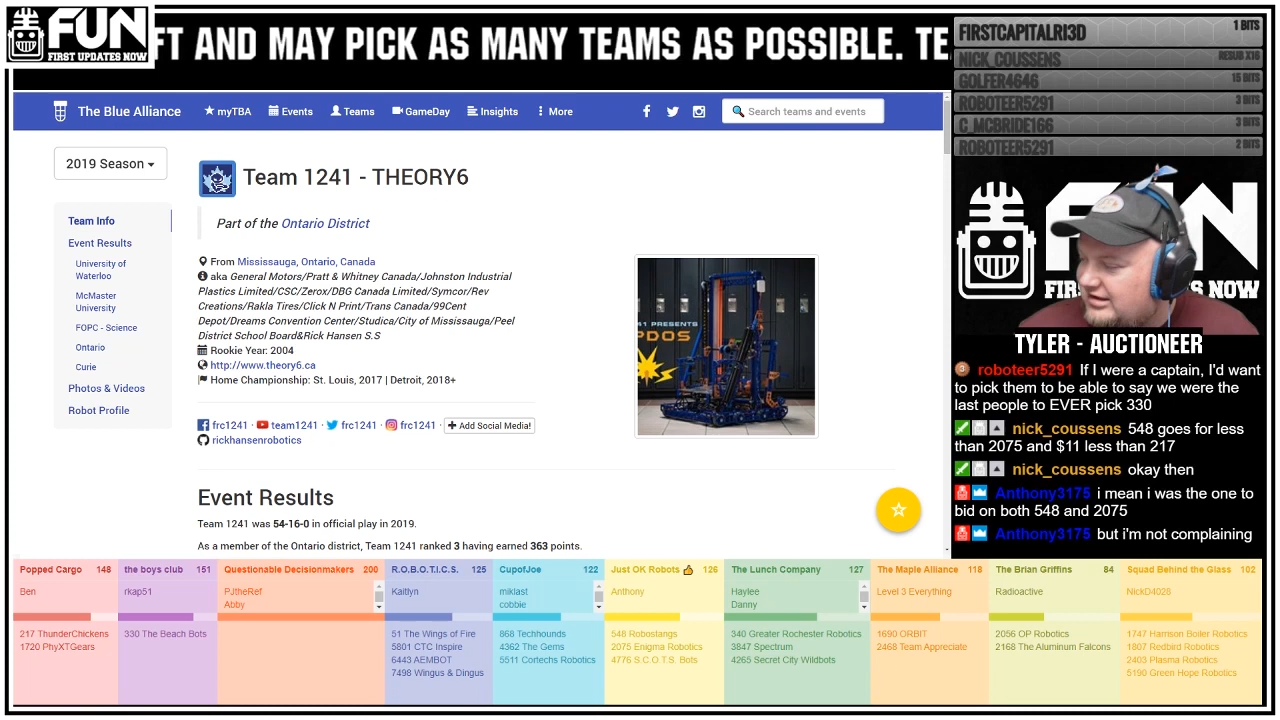 FUN
FIRST UPDATES NOW
FT AND MAY PICK AS MANY TEAMS AS POSSIBLE. TE
FIRSTCAPITALRI3D 1 BITS
NICK_COUSSENS RESUB X16
GOLFER4646 15 BITS
ROBOTEER5291 3 BITS
C_MCBRIDE166 3 BITS
ROBOTEER5291 2 BITS
The Blue Alliance
myTBA Events Teams GameDay Insights More
Search teams and events
2019 Season
Team Info
Event Results
University of
Waterloo
McMaster
University
FOPC - Science
Ontario
Curie
Photos & Videos
Robot Profile
Team 1241 - THEORY6
Part of the Ontario District
From Mississauga, Ontario, Canada
aka General Motors/Pratt & Whitney Canada/Johnston Industrial
Plastics Limited/CSC/Zerox/DBG Canada Limited/Symcor/Rev
Creations/Rakla Tires/Click N Print/Trans Canada/99Cent
Depot/Dreams Convention Center/Studica/City of Mississauga/Peel
District School Board&Rick Hansen S.S
Rookie Year: 2004
http://www.theory6.ca
Home Championship: St. Louis, 2017 | Detroit, 2018+
frc1241 · team1241 · frc1241 · frc1241 · Add Social Media!
rickhansenrobotics
41 PRESENTS
PDOS
Event Results
Team 1241 was 54-16-0 in official play in 2019.
As a member of the Ontario district, Team 1241 ranked 3 having earned 363 points.
FUN
FIRS
S NOW
TYLER - AUCTIONEER
roboteer5291 If I were a captain, I'd want
to pick them to be able to say we were the
last people to EVER pick 330
nick_coussens 548 goes for less
than 2075 and $11 less than 217
nick_coussens okay then
Anthony3175 i mean i was the one to
bid on both 548 and 2075
Anthony3175 but i'm not complaining
Popped Cargo 148
Ben
217 ThunderChickens
1720 PhyXTGears
the boys club 151
rkap51
330 The Beach Bots
Questionable Decisionmakers 200
PJtheRef
Abby
R.O.B.O.T.I.C.S. 125
Kaitlyn
51 The Wings of Fire
5801 CTC Inspire
6443 AEMBOT
7498 Wingus & Dingus
CupofJoe 122
miklast
cobbie
868 Techhounds
4362 The Gems
5511 Cortechs Robotics
Just OK Robots 126
Anthony
548 Robostangs
2075 Enigma Robotics
4776 S.C.O.T.S. Bots
The Lunch Company 127
Haylee
Danny
340 Greater Rochester Robotics
3847 Spectrum
4265 Secret City Wildbots
The Maple Alliance 118
Level 3 Everything
1690 ORBIT
2468 Team Appreciate
The Brian Griffins 84
Radioactive
2056 OP Robotics
2168 The Aluminum Falcons
Squad Behind the Glass 102
NickD4028
1747 Harrison Boiler Robotics
1807 Redbird Robotics
2403 Plasma Robotics
5190 Green Hope Robotics